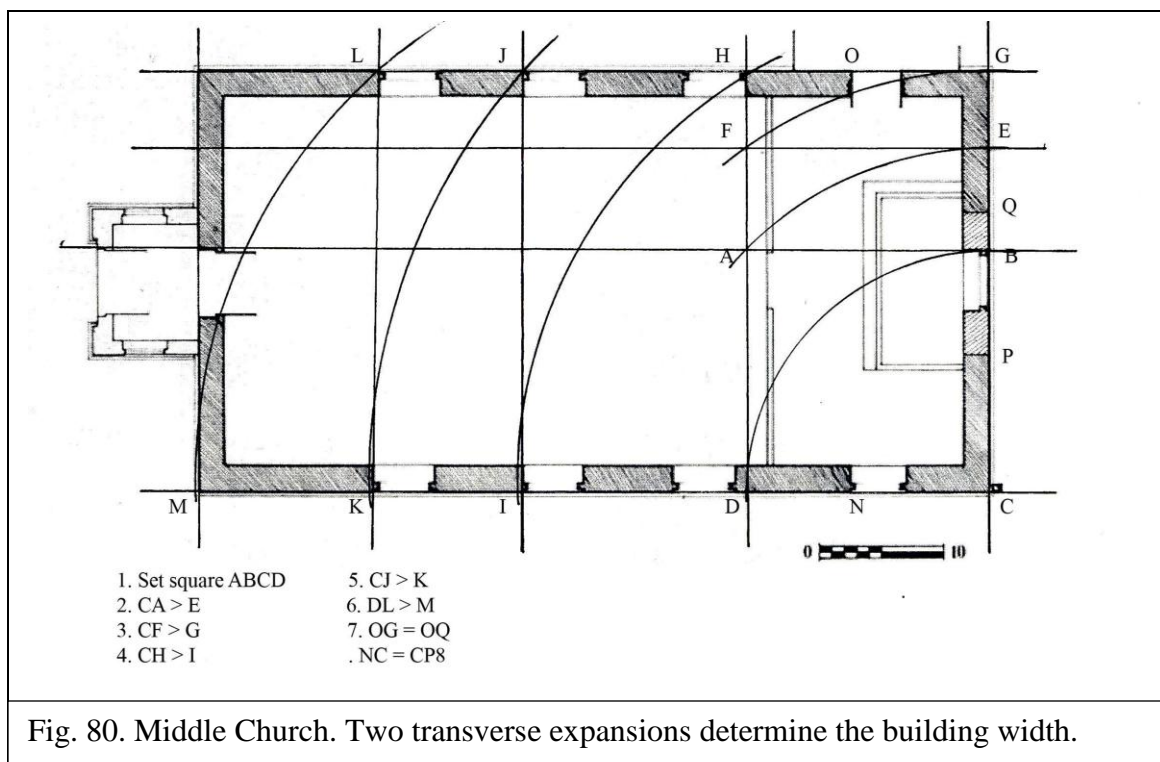 L J H O G
F E
Q
A B
P
M K I D N C
0 10
1. Set square ABCD
2. CA > E
3. CF > G
4. CH > I
5. CJ > K
6. DL > M
7. OG = OQ
. NC = CP8
Fig. 80. Middle Church. Two transverse expansions determine the building width.